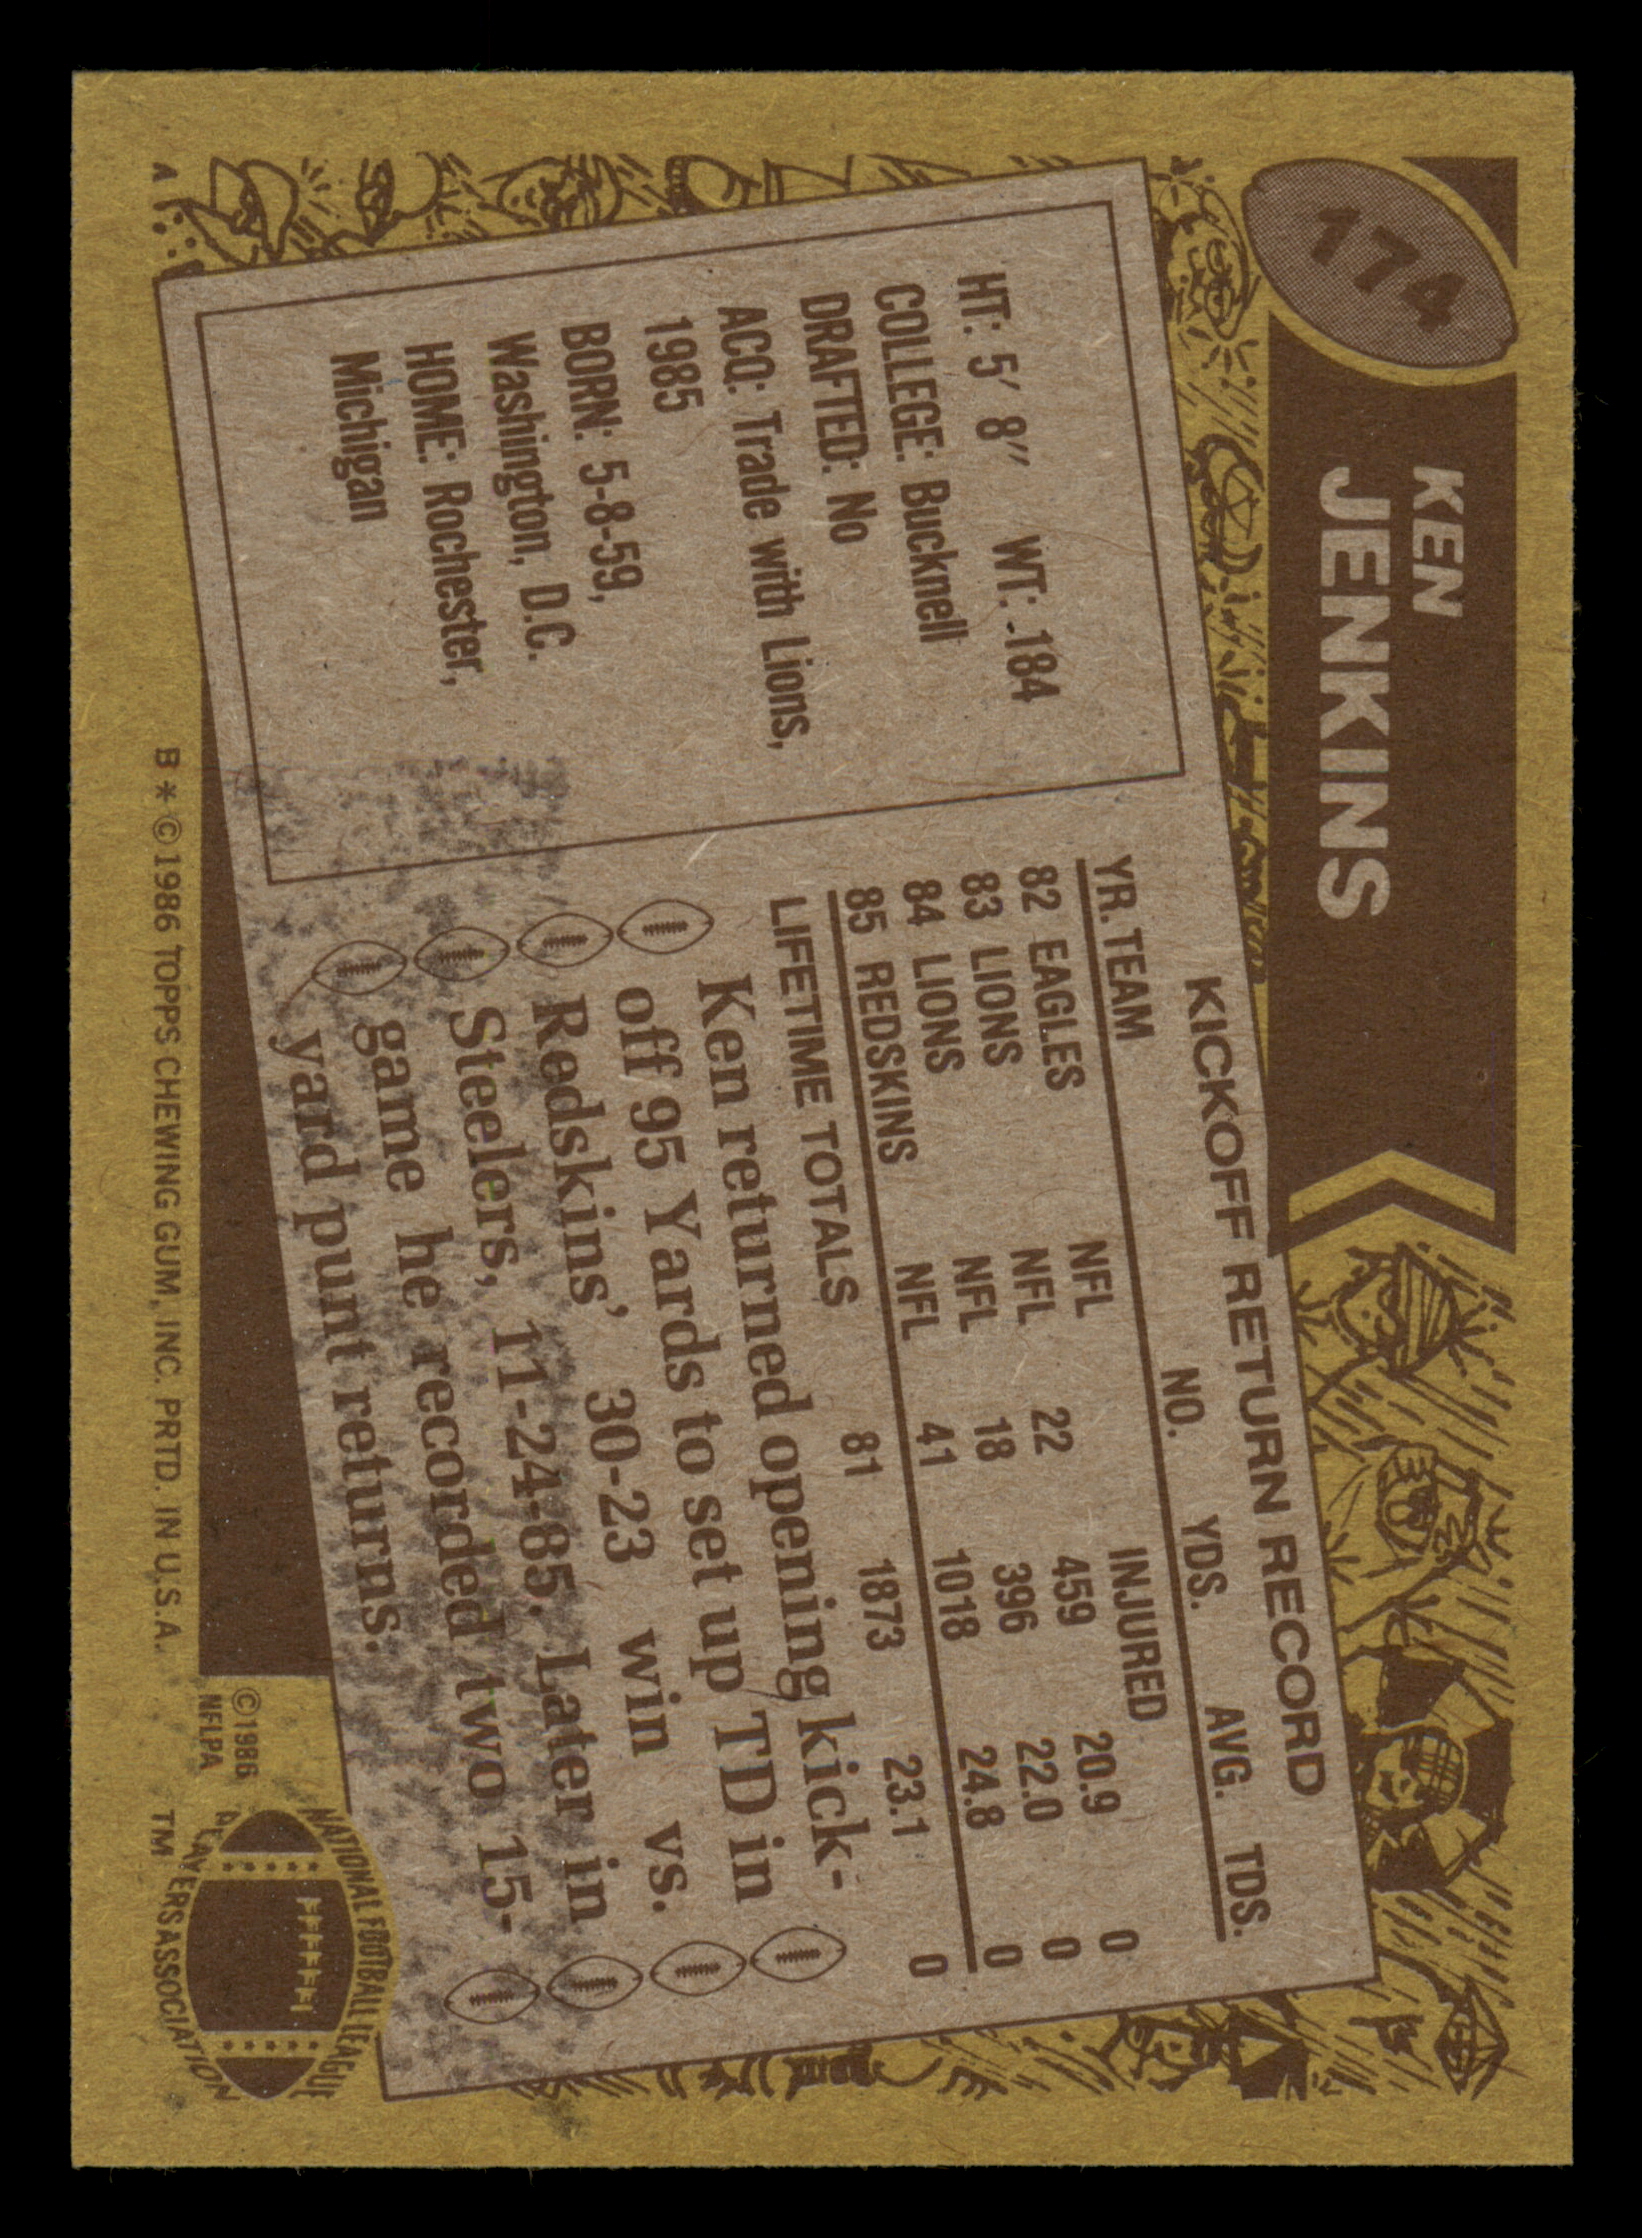 174
KEN
JENKINS
HT: 5' 8" WT: 184
COLLEGE: Bucknell
DRAFTED: No
ACQ: Trade with Lions,
1985
BORN: 5-8-59,
Washington, D.C.
HOME: Rochester,
Michigan
KICKOFF RETURN RECORD
YR. TEAM NO. YDS. AVG. TDS.
82 EAGLES NFL INJURED
83 LIONS NFL 22 459 20.9 0
84 LIONS NFL 18 396 22.0 0
85 REDSKINS NFL 41 1018 24.8 0
LIFETIME TOTALS 81 1873 23.1 0
Ken returned opening kick-
off 95 Yards to set up TD in
Redskins' 30-23 win vs.
Steelers, 11-24-85. Later in
game he recorded two 15-
yard punt returns.
©1986
NFLPA
NATIONAL FOOTBALL LEAGUE
PLAYERS ASSOCIATION
TM
B * © 1986 TOPPS CHEWING GUM, INC. PRTD. IN U.S.A.